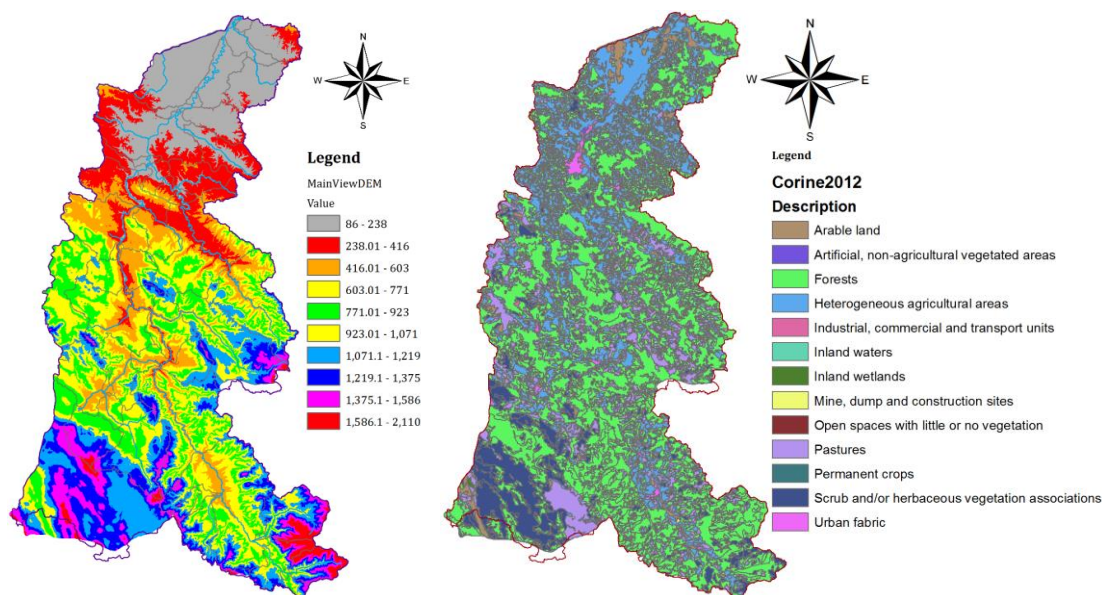 N
W E
S
Legend
MainViewDEM
Value
86 - 238
238.01 - 416
416.01 - 603
603.01 - 771
771.01 - 923
923.01 - 1,071
1,071.1 - 1,219
1,219.1 - 1,375
1,375.1 - 1,586
1,586.1 - 2,110
N
W E
S
Legend
Corine2012
Description
Arable land
Artificial, non-agricultural vegetated areas
Forests
Heterogeneous agricultural areas
Industrial, commercial and transport units
Inland waters
Inland wetlands
Mine, dump and construction sites
Open spaces with little or no vegetation
Pastures
Permanent crops
Scrub and/or herbaceous vegetation associations
Urban fabric